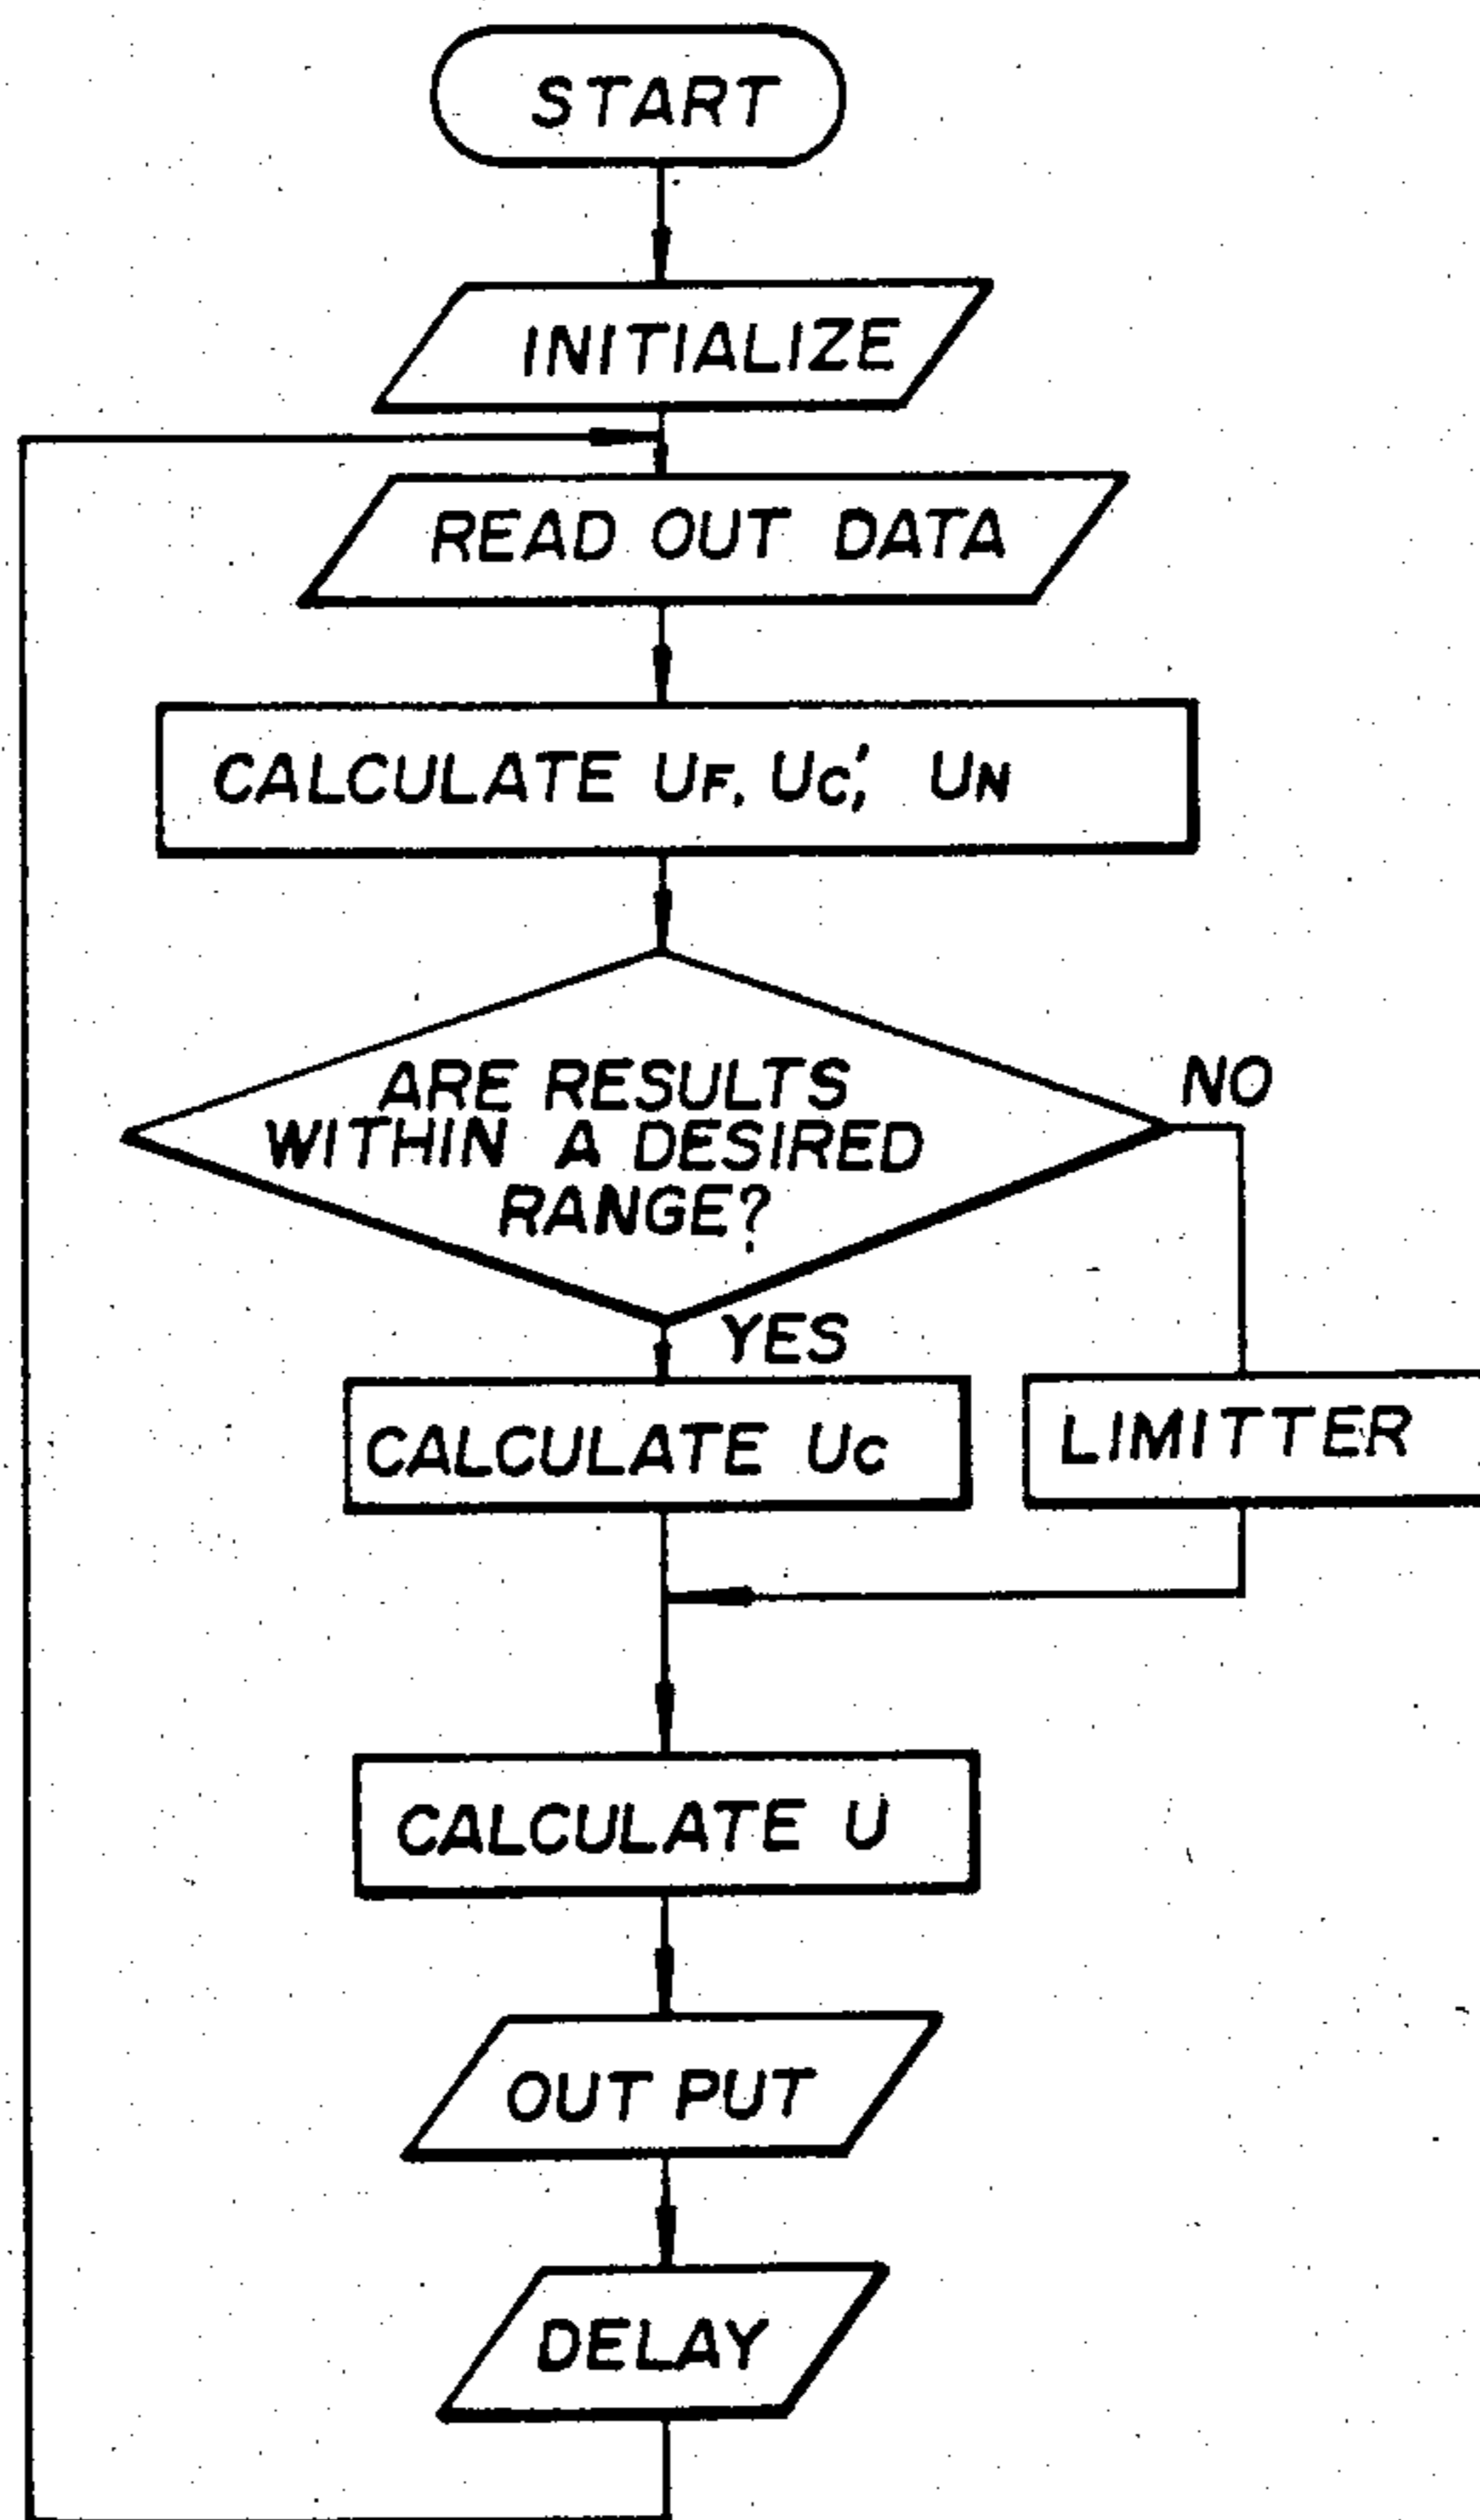 START
INITIALIZE
READ OUT DATA
CALCULATE UF, UC', UN
ARE RESULTS
WITHIN A DESIRED
RANGE?
NO
YES
CALCULATE UC
LIMITTER
CALCULATE U
OUT PUT
DELAY